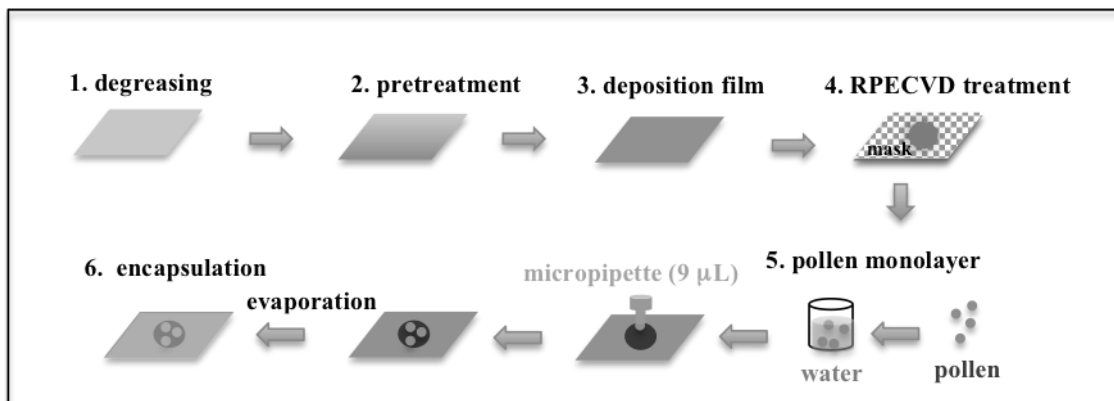 1. degreasing
2. pretreatment
3. deposition film
4. RPECVD treatment
mask
5. pollen monolayer
pollen
water
micropipette (9 μL)
evaporation
6. encapsulation